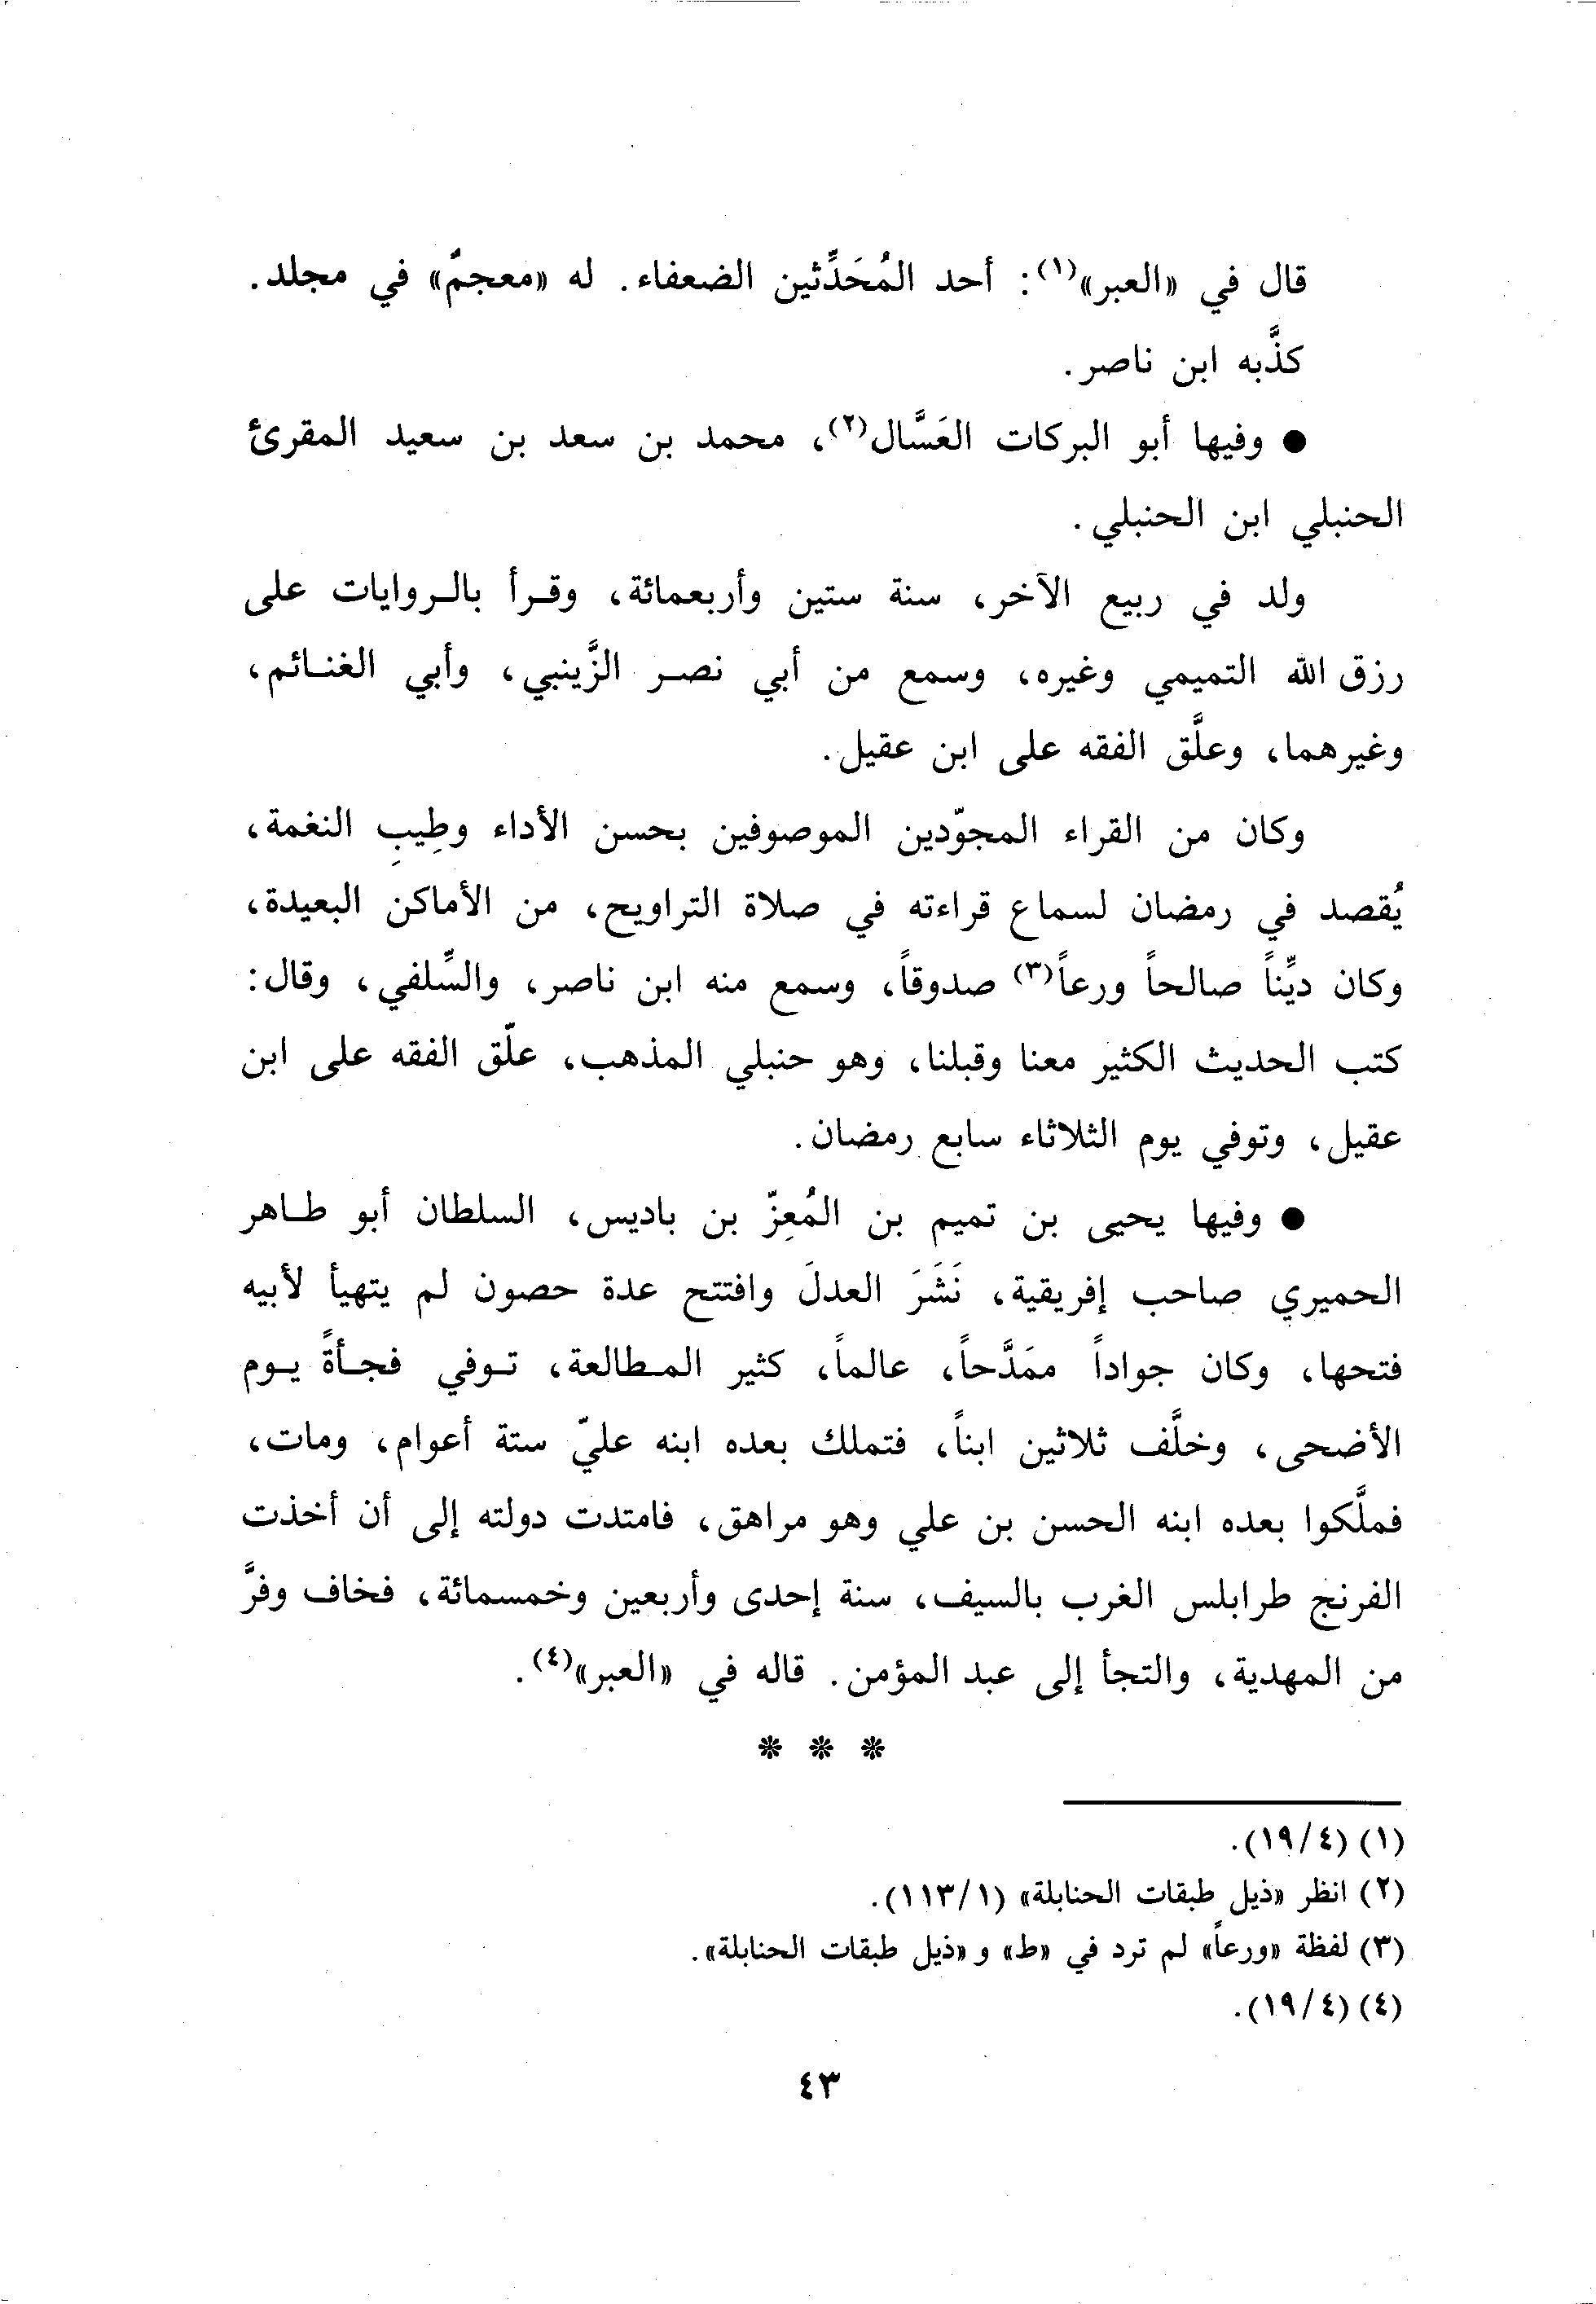 قال في «العبر»(١): أحد المُحَدِّثين الضعفاء. له «معجمٌ» في مجلد.
كذَّبه ابن ناصر.
● وفيها أبو البركات العَسَّال(٢)، محمد بن سعد بن سعيد المقرئ
الحنبلي ابن الحنبلي.
ولد في ربيع الآخر، سنة ستين وأربعمائة، وقرأ بالروايات على
رزق الله التميمي وغيره، وسمع من أبي نصر الزَّينبي، وأبي الغنائم،
وغيرهما، وعلَّق الفقه على ابن عقيل.
وكان من القراء المجوّدين الموصوفين بحسن الأداء وطِيبِ النغمة،
يُقصد في رمضان لسماع قراءته في صلاة التراويح، من الأماكن البعيدة،
وكان ديِّناً صالحاً ورعاً(٣) صدوقاً، وسمع منه ابن ناصر، والسِّلفي، وقال:
كتب الحديث الكثير معنا وقبلنا، وهو حنبلي المذهب، علّق الفقه على ابن
عقيل، وتوفي يوم الثلاثاء سابع رمضان.
● وفيها يحيى بن تميم بن المُعِزّ بن باديس، السلطان أبو طاهر
الحميري صاحب إفريقية، نَشَرَ العدلَ وافتتح عدة حصون لم يتهيأ لأبيه
فتحها، وكان جواداً ممَدَّحاً، عالماً، كثير المطالعة، توفي فجأةً يوم
الأضحى، وخلَّف ثلاثين ابناً، فتملك بعده ابنه عليّ ستة أعوام، ومات،
فملَّكوا بعده ابنه الحسن بن علي وهو مراهق، فامتدت دولته إلى أن أخذت
الفرنج طرابلس الغرب بالسيف، سنة إحدى وأربعين وخمسمائة، فخاف وفرَّ
من المهدية، والتجأ إلى عبد المؤمن. قاله في «العبر»(٤).
* * *
(١) (١٩/٤).
(٢) انظر «ذيل طبقات الحنابلة» (١١٣/١).
(٣) لفظة «ورعاً» لم ترد في «ط» و «ذيل طبقات الحنابلة».
(٤) (١٩/٤).
٤٣